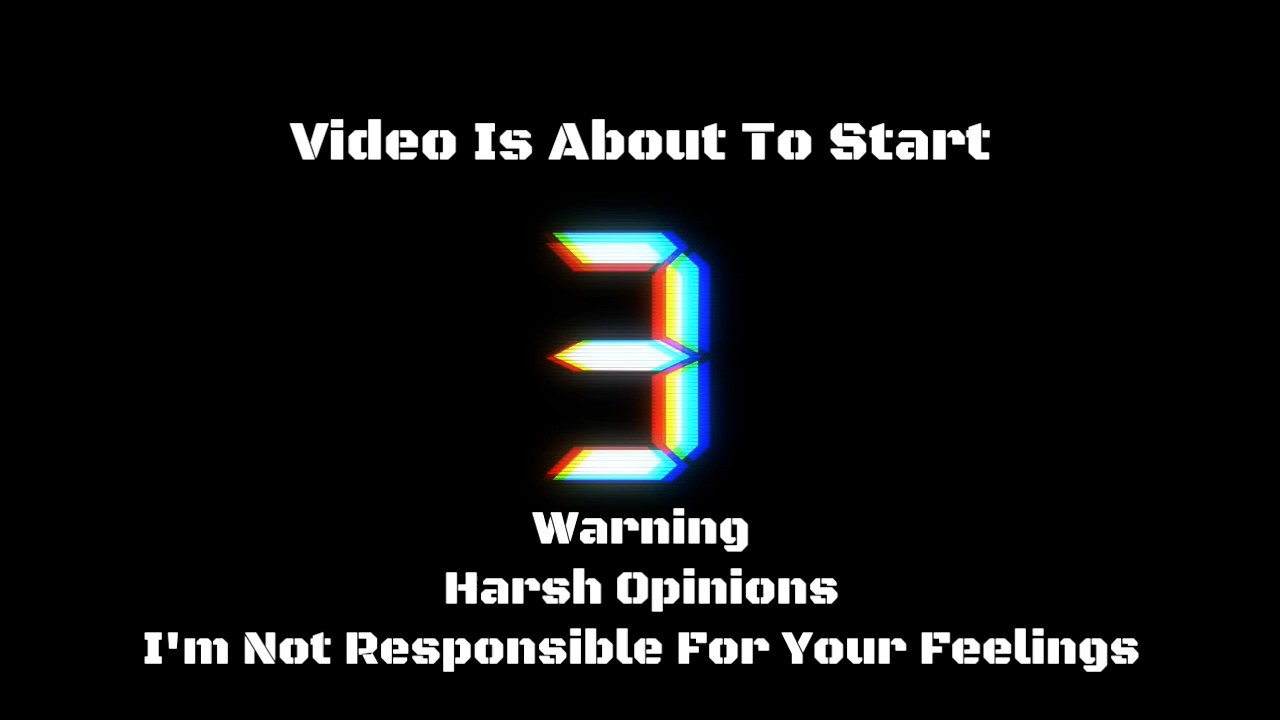 Video Is About To Start
3
Warning
Harsh Opinions
I'm Not Responsible For Your Feelings